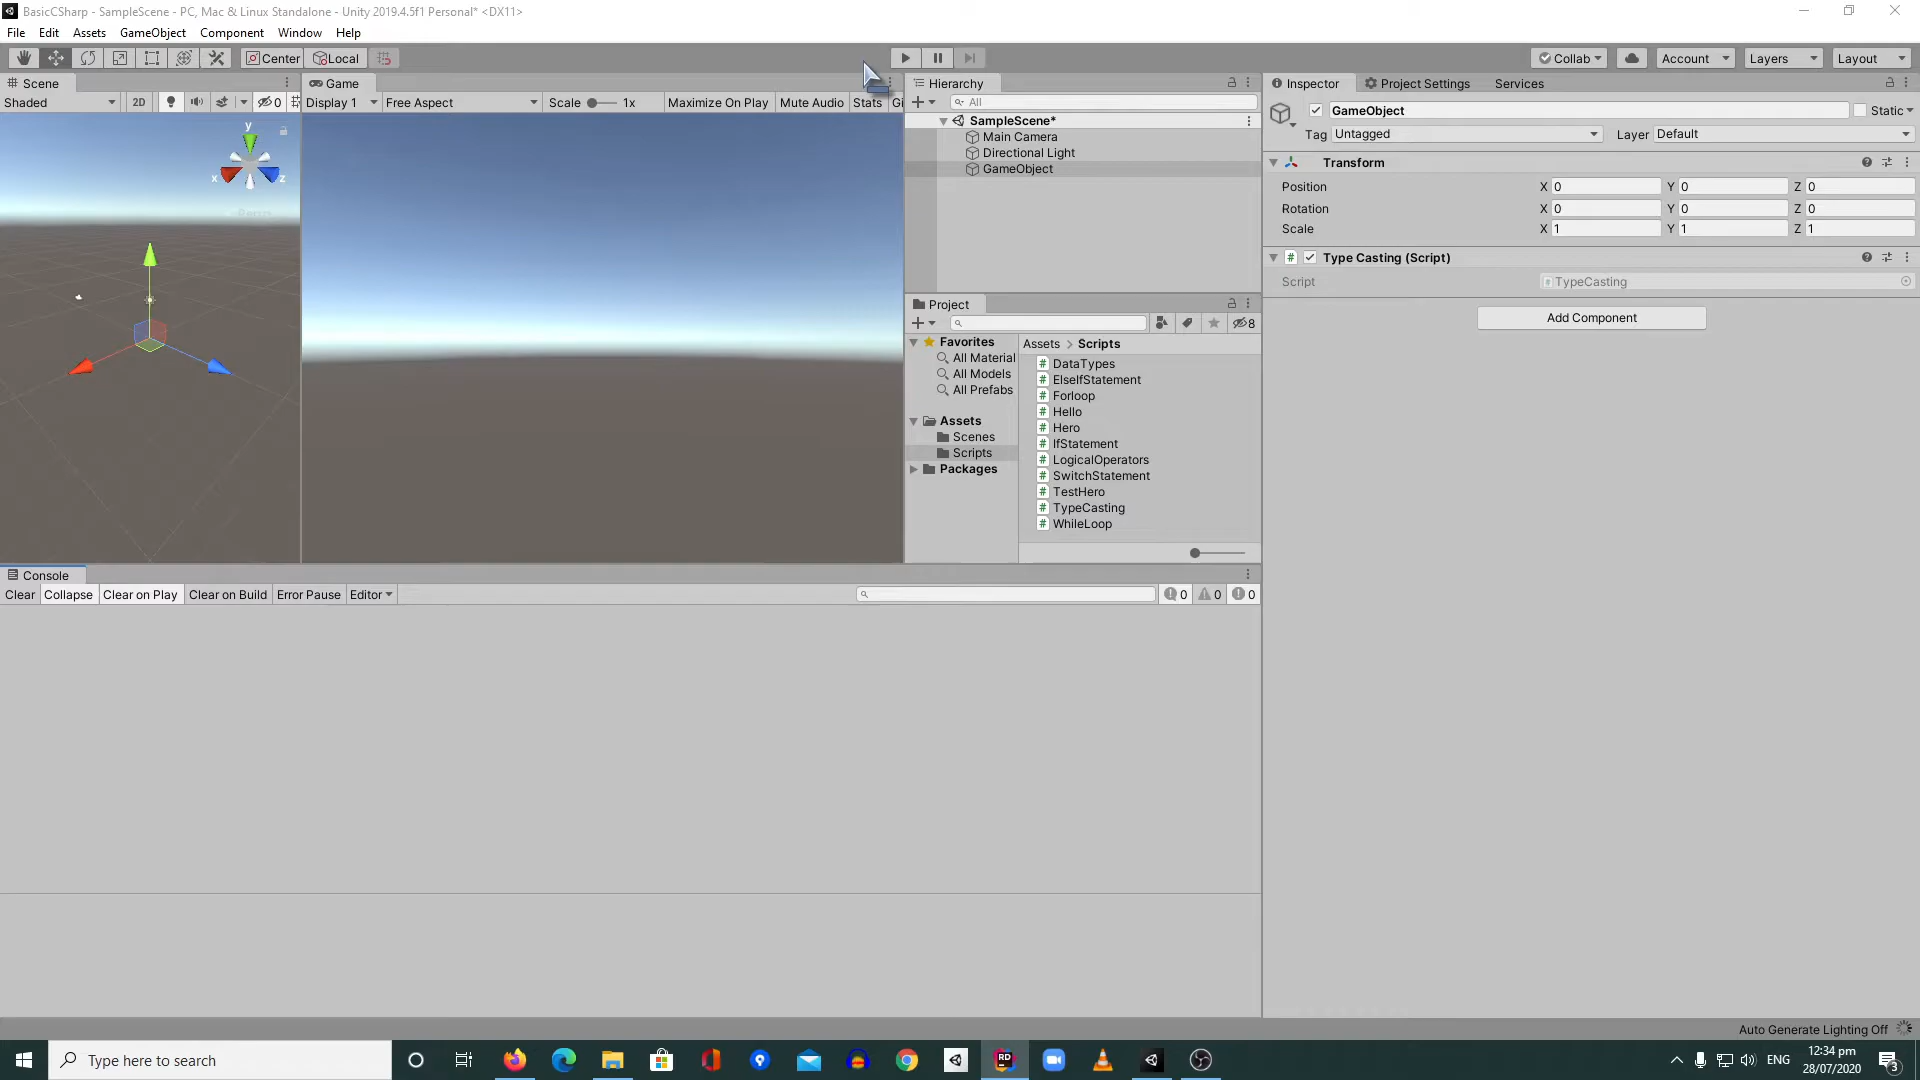 BasicCSharp - SampleScene - PC, Mac & Linux Standalone - Unity 2019.4.5f1 Personal* <DX11>
File Edit Assets GameObject Component Window Help
Center Local Collab Account Layers Layout
Scene Game Hierarchy Inspector Project Settings Services
Shaded 2D 0 Display 1 Free Aspect Scale 1x Maximize On Play Mute Audio Stats Gi All GameObject Static
SampleScene*
Main Camera Tag Untagged Layer Default
Directional Light
GameObject
Transform
Position X 0 Y 0 Z 0
Rotation X 0 Y 0 Z 0
Scale X 1 Y 1 Z 1
Type Casting (Script)
Script TypeCasting
Add Component
y
x z
Persp
Project
8
Favorites
All Material
All Models
All Prefabs
Assets
Scenes
Scripts
Packages
Assets > Scripts
DataTypes
ElseIfStatement
Forloop
Hello
Hero
IfStatement
LogicalOperators
SwitchStatement
TestHero
TypeCasting
WhileLoop
Console
Clear Collapse Clear on Play Clear on Build Error Pause Editor 0 0 0
Auto Generate Lighting Off
Type here to search
RD
ENG
12:34 pm
28/07/2020
3